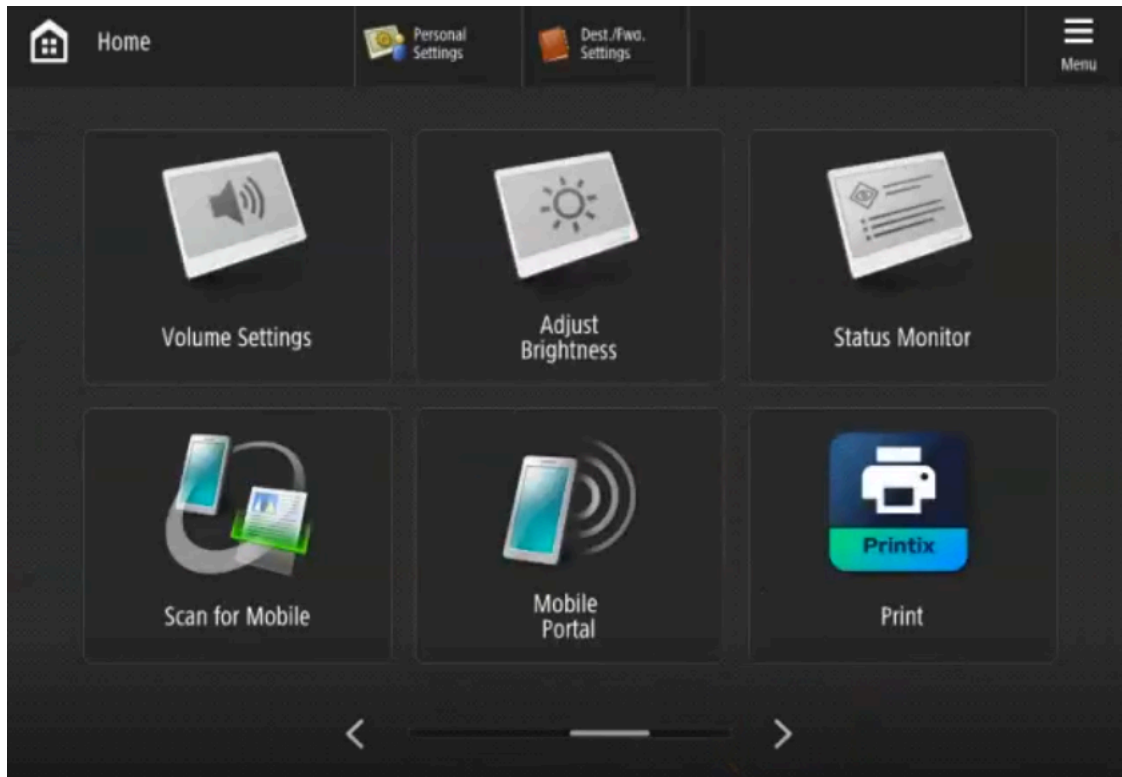 Home
Personal
Settings
Dest./Fwd.
Settings
Menu
Volume Settings
Adjust
Brightness
Status Monitor
Scan for Mobile
Mobile
Portal
Printix
Print